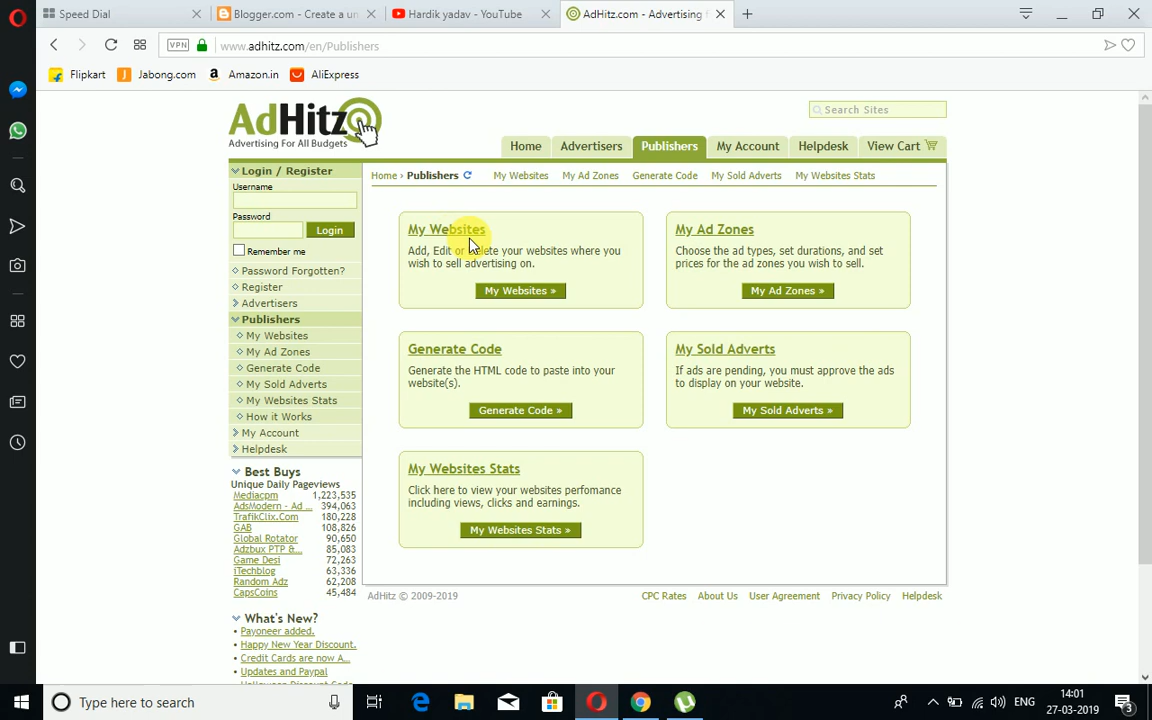 Speed Dial
Blogger.com - Create a un
Hardik yadav - YouTube
AdHitz.com - Advertising f
VPN
www.adhitz.com/en/Publishers
Flipkart
Jabong.com
Amazon.in
AliExpress
AdHitz
Advertising For All Budgets
Search Sites
Home
Advertisers
Publishers
My Account
Helpdesk
View Cart
Login / Register
Username
Password
Login
Remember me
Password Forgotten?
Register
Advertisers
Publishers
My Websites
My Ad Zones
Generate Code
My Sold Adverts
My Websites Stats
How it Works
My Account
Helpdesk
Best Buys
Unique Daily Pageviews
Mediacpm 1,223,535
AdsModern - Ad ... 394,063
TrafikClix.Com 180,228
GAB 108,826
Global Rotator 90,650
Adzbux PTP &... 85,083
Game Desi 72,263
iTechblog 63,336
Random Adz 62,208
CapsCoins 45,484
What's New?
• Payoneer added.
• Happy New Year Discount.
• Credit Cards are now A...
• Updates and Paypal
Home › Publishers
My Websites
My Ad Zones
Generate Code
My Sold Adverts
My Websites Stats
My Websites
Add, Edit or Delete your websites where you
wish to sell advertising on.
My Websites »
My Ad Zones
Choose the ad types, set durations, and set
prices for the ad zones you wish to sell.
My Ad Zones »
Generate Code
Generate the HTML code to paste into your
website(s).
Generate Code »
My Sold Adverts
If ads are pending, you must approve the ads
to display on your website.
My Sold Adverts »
My Websites Stats
Click here to view your websites perfomance
including views, clicks and earnings.
My Websites Stats »
AdHitz © 2009-2019
CPC Rates
About Us
User Agreement
Privacy Policy
Helpdesk
Type here to search
ENG
14:01
27-03-2019
3